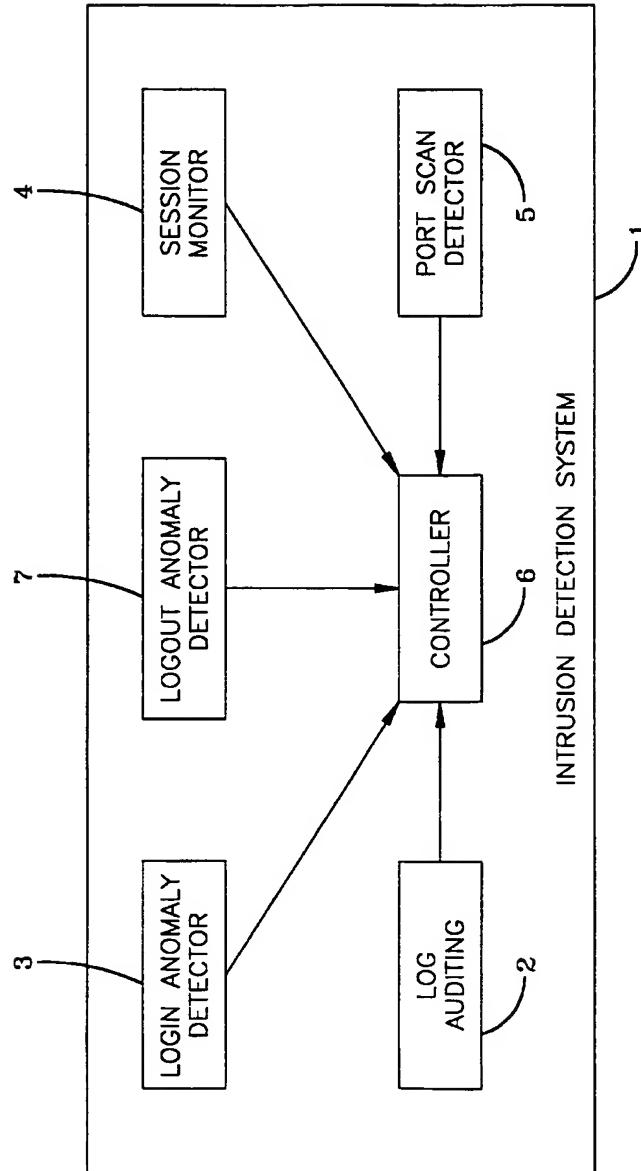 3
7
4
LOGIN ANOMALY
DETECTOR
LOGOUT ANOMALY
DETECTOR
SESSION
MONITOR
LOG
AUDITING
CONTROLLER
PORT SCAN
DETECTOR
2
6
5
INTRUSION DETECTION SYSTEM
1